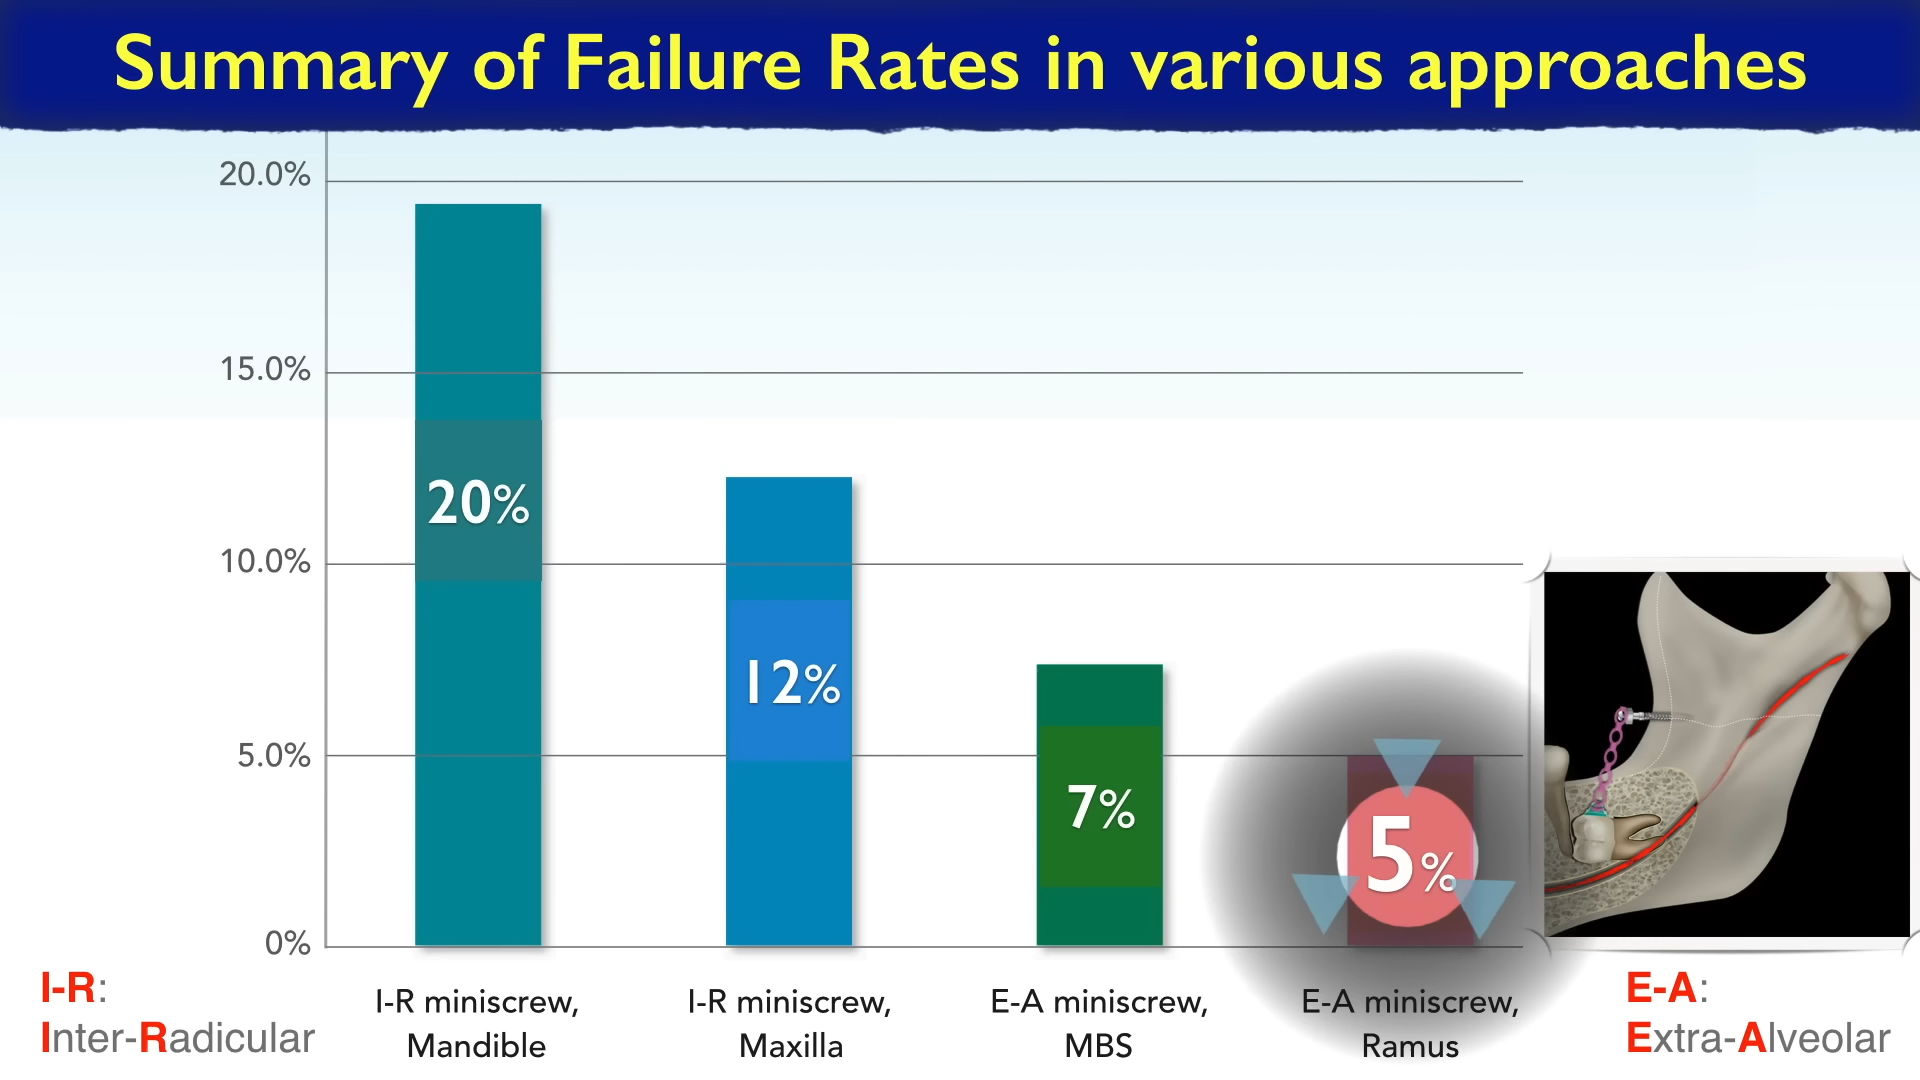 Summary of Failure Rates in various approaches
20.0%
15.0%
10.0%
5.0%
0%
20%
12%
7%
5%
I-R miniscrew,
Mandible
I-R miniscrew,
Maxilla
E-A miniscrew,
MBS
E-A miniscrew,
Ramus
I-R:
Inter-Radicular
E-A:
Extra-Alveolar